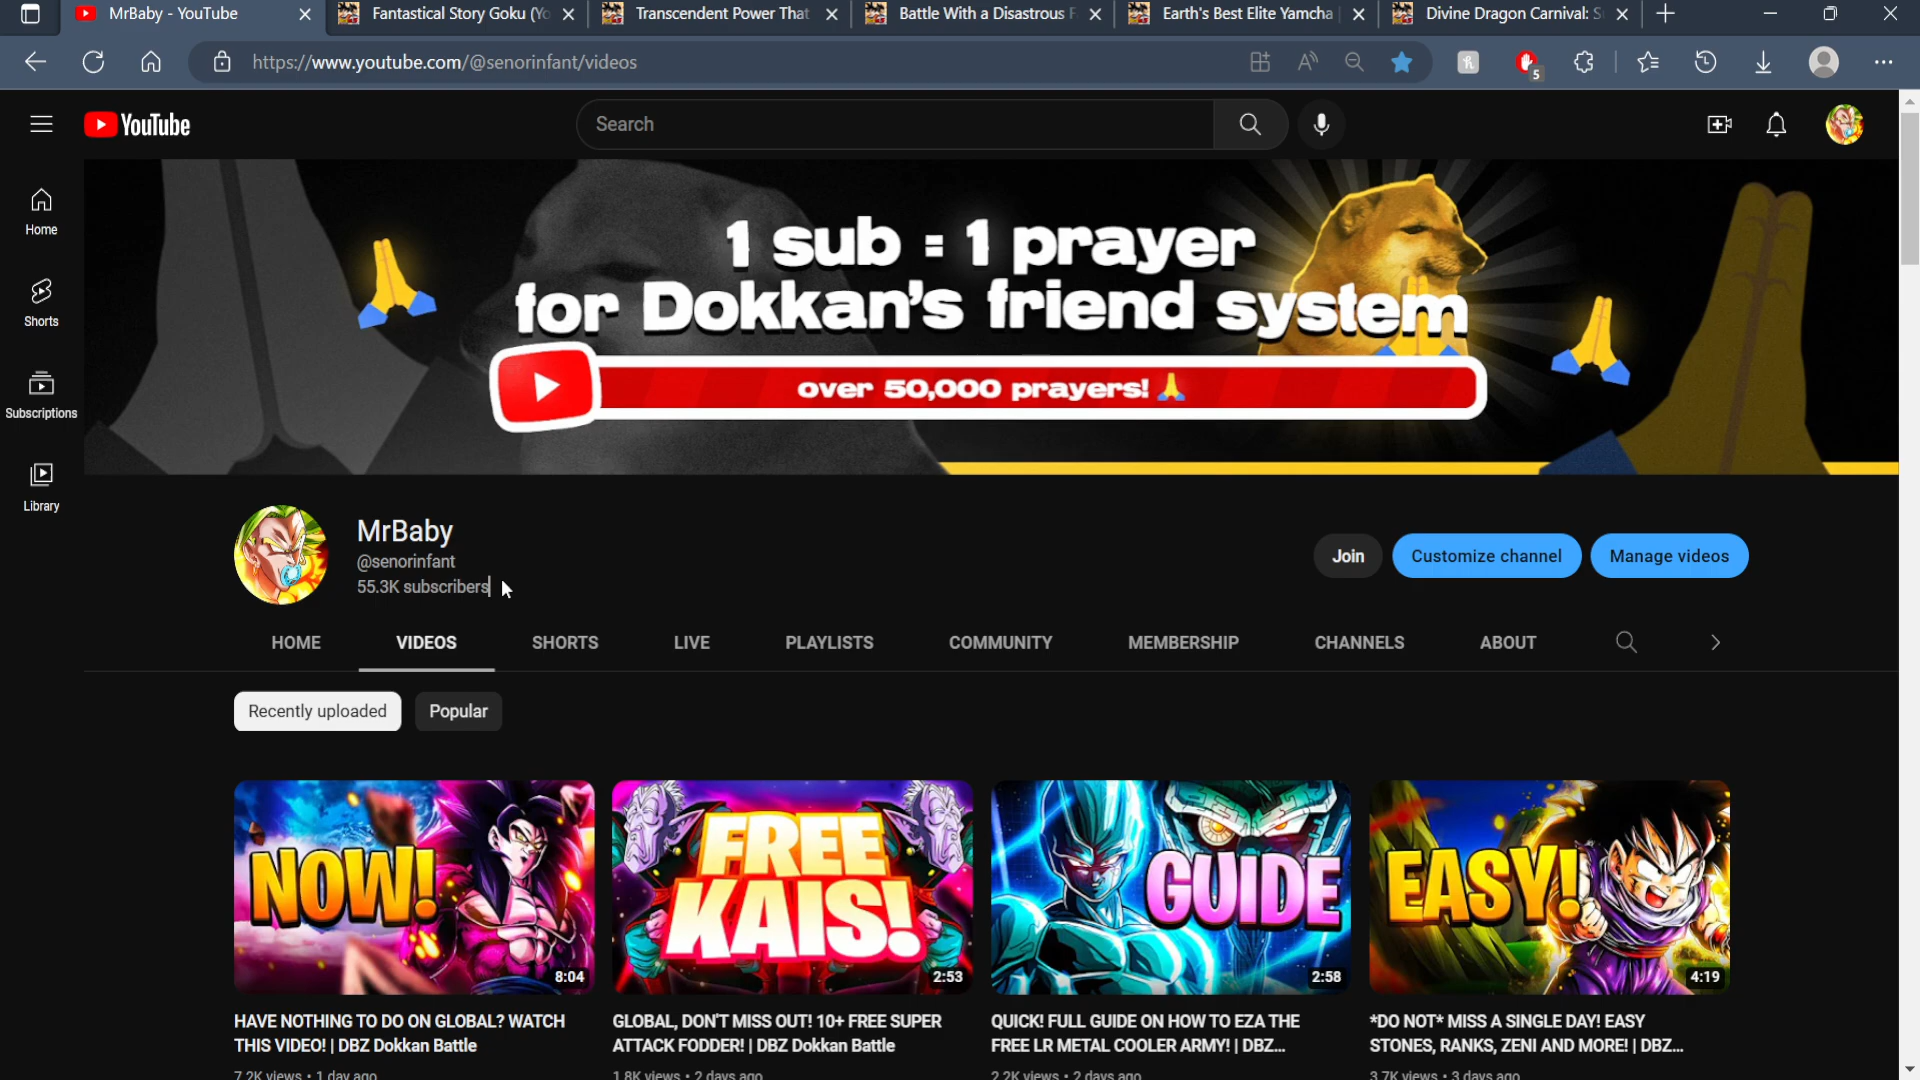 MrBaby - YouTube
Fantastical Story Goku (Yo
Transcendent Power That
Battle With a Disastrous F
Earth's Best Elite Yamcha |
Divine Dragon Carnival: S
https://www.youtube.com/@senorinfant/videos
5
YouTube
Search
Home
Shorts
Subscriptions
Library
1 sub = 1 prayer
for Dokkan's friend system
over 50,000 prayers! 🙏
MrBaby
@senorinfant
55.3K subscribers
Join
Customize channel
Manage videos
HOME
VIDEOS
SHORTS
LIVE
PLAYLISTS
COMMUNITY
MEMBERSHIP
CHANNELS
ABOUT
Recently uploaded
Popular
NOW!
8:04
FREE
KAIS!
2:53
GUIDE
2:58
EASY!
4:19
HAVE NOTHING TO DO ON GLOBAL? WATCH
THIS VIDEO! | DBZ Dokkan Battle
7.2K views • 1 day ago
GLOBAL, DON'T MISS OUT! 10+ FREE SUPER
ATTACK FODDER! | DBZ Dokkan Battle
1.8K views • 2 days ago
QUICK! FULL GUIDE ON HOW TO EZA THE
FREE LR METAL COOLER ARMY! | DBZ...
2.2K views • 2 days ago
*DO NOT* MISS A SINGLE DAY! EASY
STONES, RANKS, ZENI AND MORE! | DBZ...
3.7K views • 3 days ago